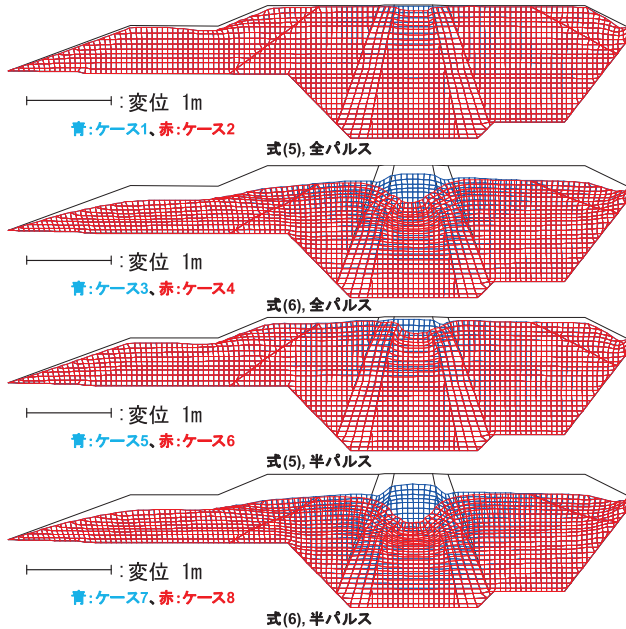 :変位 1m
青:ケース1、赤:ケース2
式(5), 全パルス
:変位 1m
青:ケース3、赤:ケース4
式(6), 全パルス
:変位 1m
青:ケース5、赤:ケース6
式(5), 半パルス
:変位 1m
青:ケース7、赤:ケース8
式(6), 半パルス